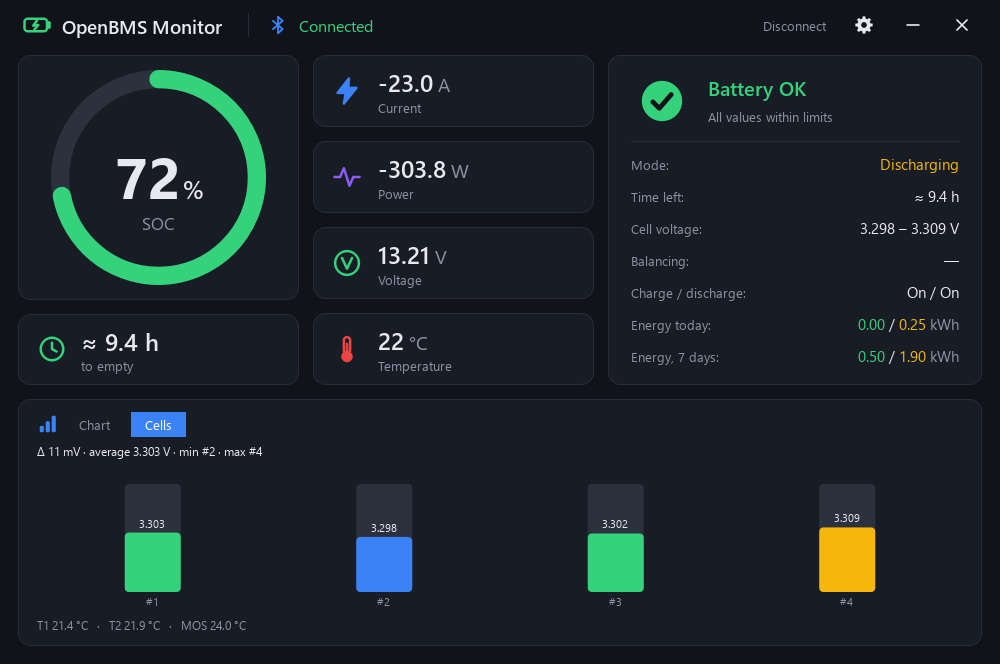 OpenBMS Monitor
Connected
Disconnect
72 %
SOC
≈ 9.4 h
to empty
-23.0 A
Current
-303.8 W
Power
13.21 V
Voltage
22 °C
Temperature
Battery OK
All values within limits
Mode: Discharging
Time left: ≈ 9.4 h
Cell voltage: 3.298 – 3.309 V
Balancing: —
Charge / discharge: On / On
Energy today: 0.00 / 0.25 kWh
Energy, 7 days: 0.50 / 1.90 kWh
Chart Cells
Δ 11 mV · average 3.303 V · min #2 · max #4
3.303 3.298 3.302 3.309
#1 #2 #3 #4
T1 21.4 °C · T2 21.9 °C · MOS 24.0 °C